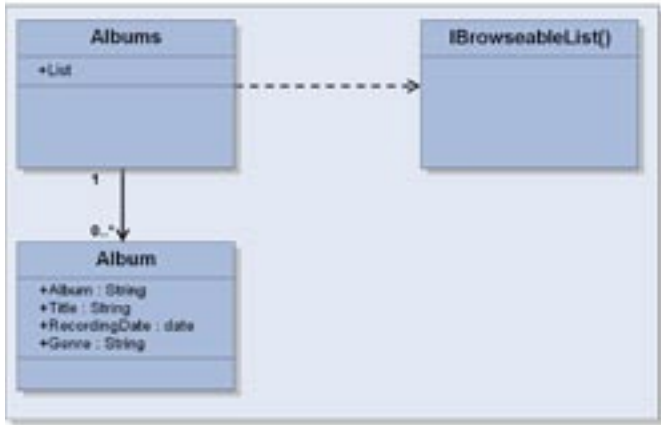 Albums
+List
IBrowseableList()
1
0..*
Album
+Album : String
+Title : String
+RecordingDate : date
+Genre : String